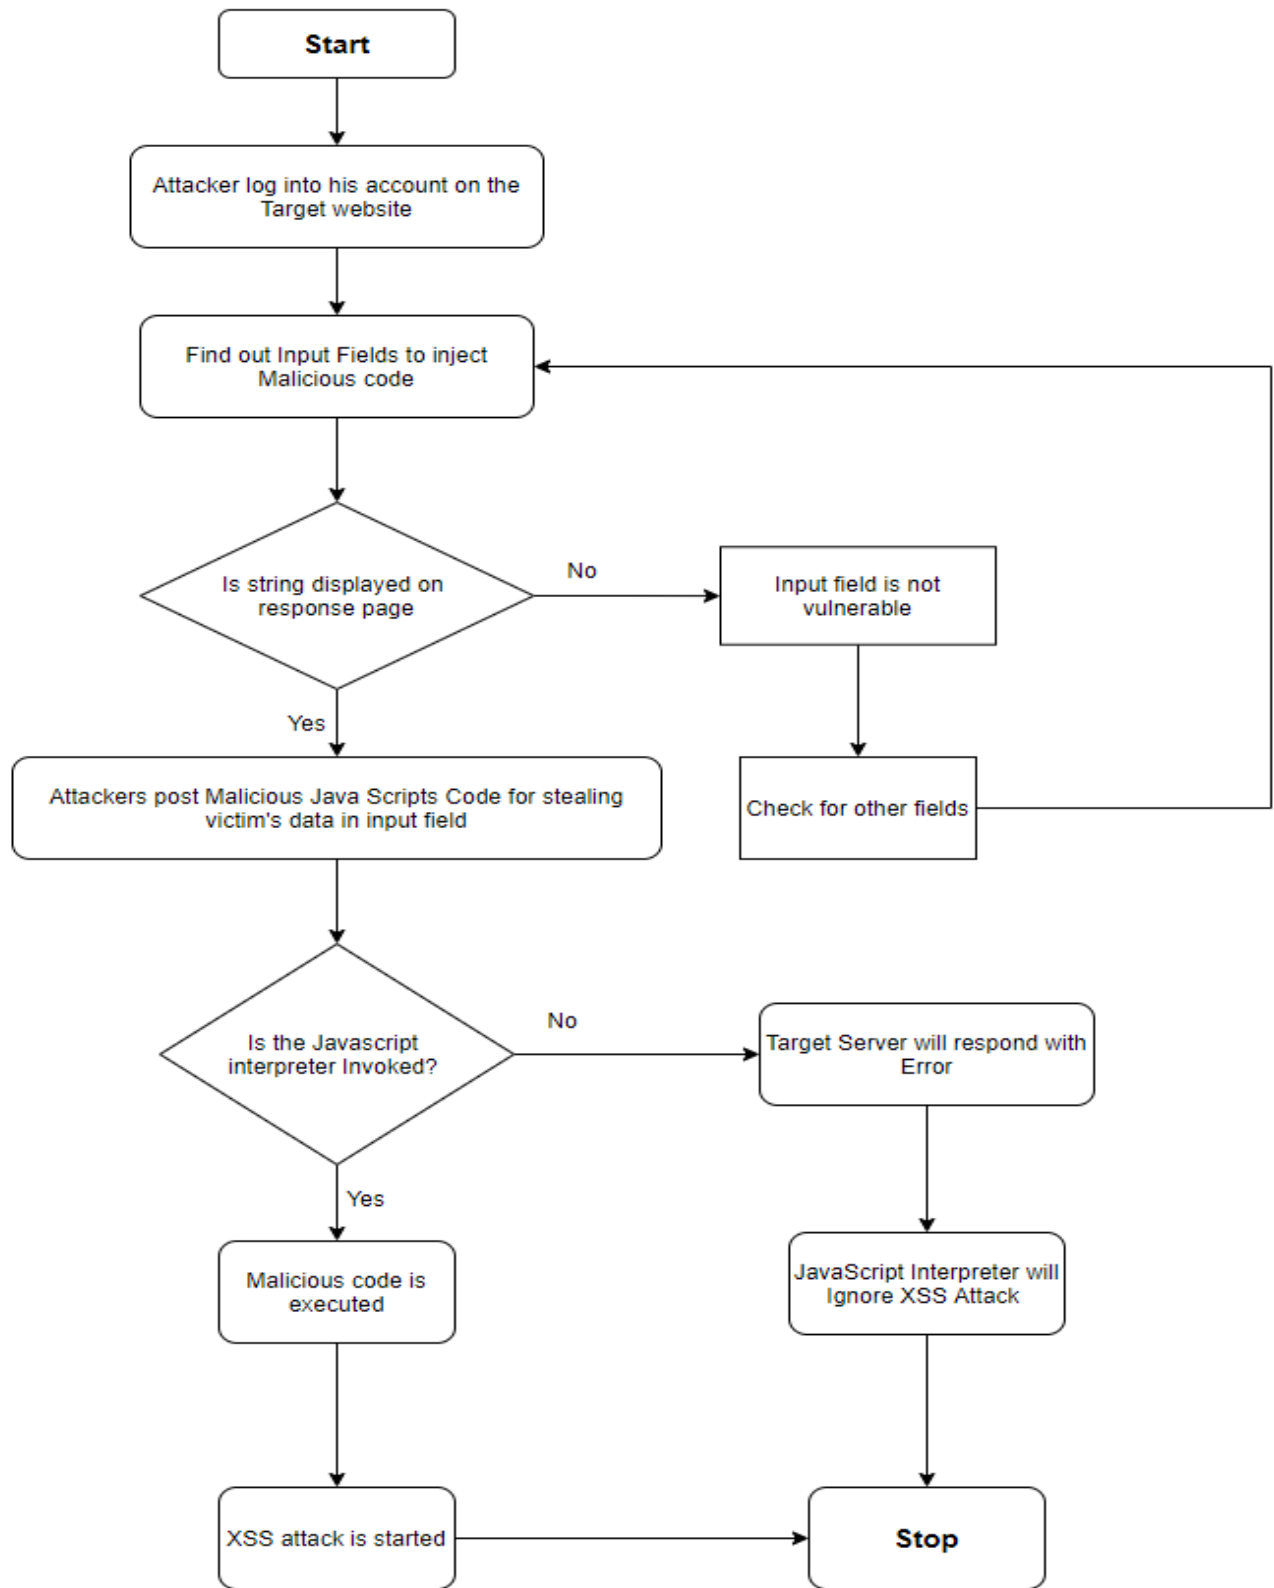 Start
Attacker log into his account on the
Target website
Find out Input Fields to inject
Malicious code
Is string displayed on
response page
No
Input field is not
vulnerable
Yes
Attackers post Malicious Java Scripts Code for stealing
victim's data in input field
Check for other fields
Is the Javascript
interpreter Invoked?
No
Target Server will respond with
Error
Yes
Malicious code is
executed
JavaScript Interpreter will
Ignore XSS Attack
XSS attack is started
Stop